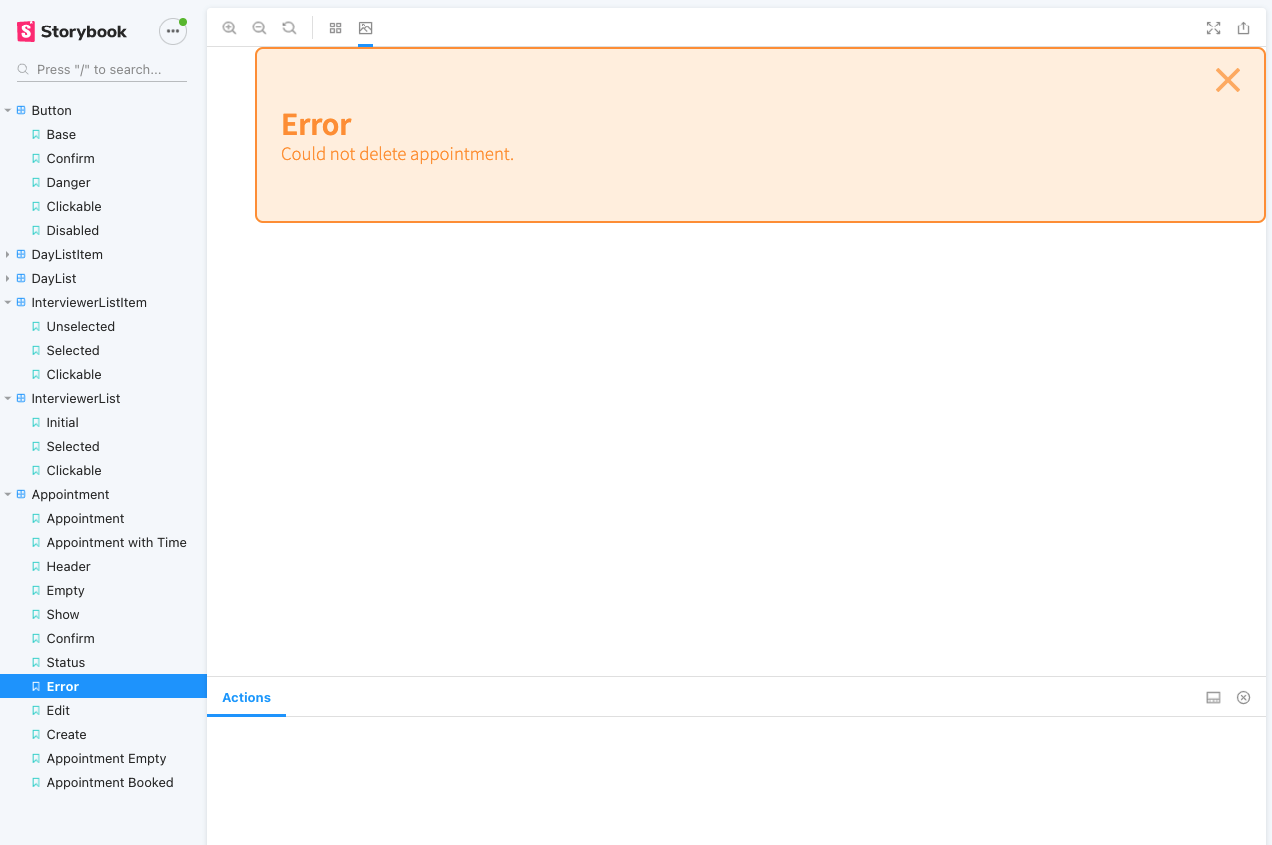 Storybook
Press "/" to search...
Button
Base
Confirm
Danger
Clickable
Disabled
DayListItem
DayList
InterviewerListItem
Unselected
Selected
Clickable
InterviewerList
Initial
Selected
Clickable
Appointment
Appointment
Appointment with Time
Header
Empty
Show
Confirm
Status
Error
Edit
Create
Appointment Empty
Appointment Booked
Error
Could not delete appointment.
Actions